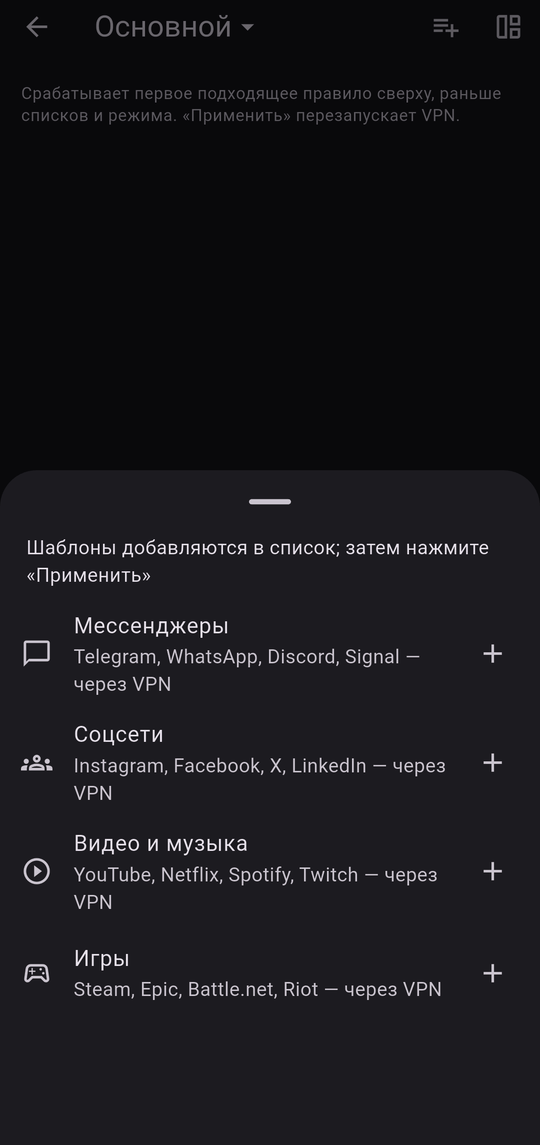 Основной
Срабатывает первое подходящее правило сверху, раньше
списков и режима. «Применить» перезапускает VPN.
Шаблоны добавляются в список; затем нажмите
«Применить»
Мессенджеры
Telegram, WhatsApp, Discord, Signal —
через VPN
Соцсети
Instagram, Facebook, X, LinkedIn — через
VPN
Видео и музыка
YouTube, Netflix, Spotify, Twitch — через
VPN
Игры
Steam, Epic, Battle.net, Riot — через VPN